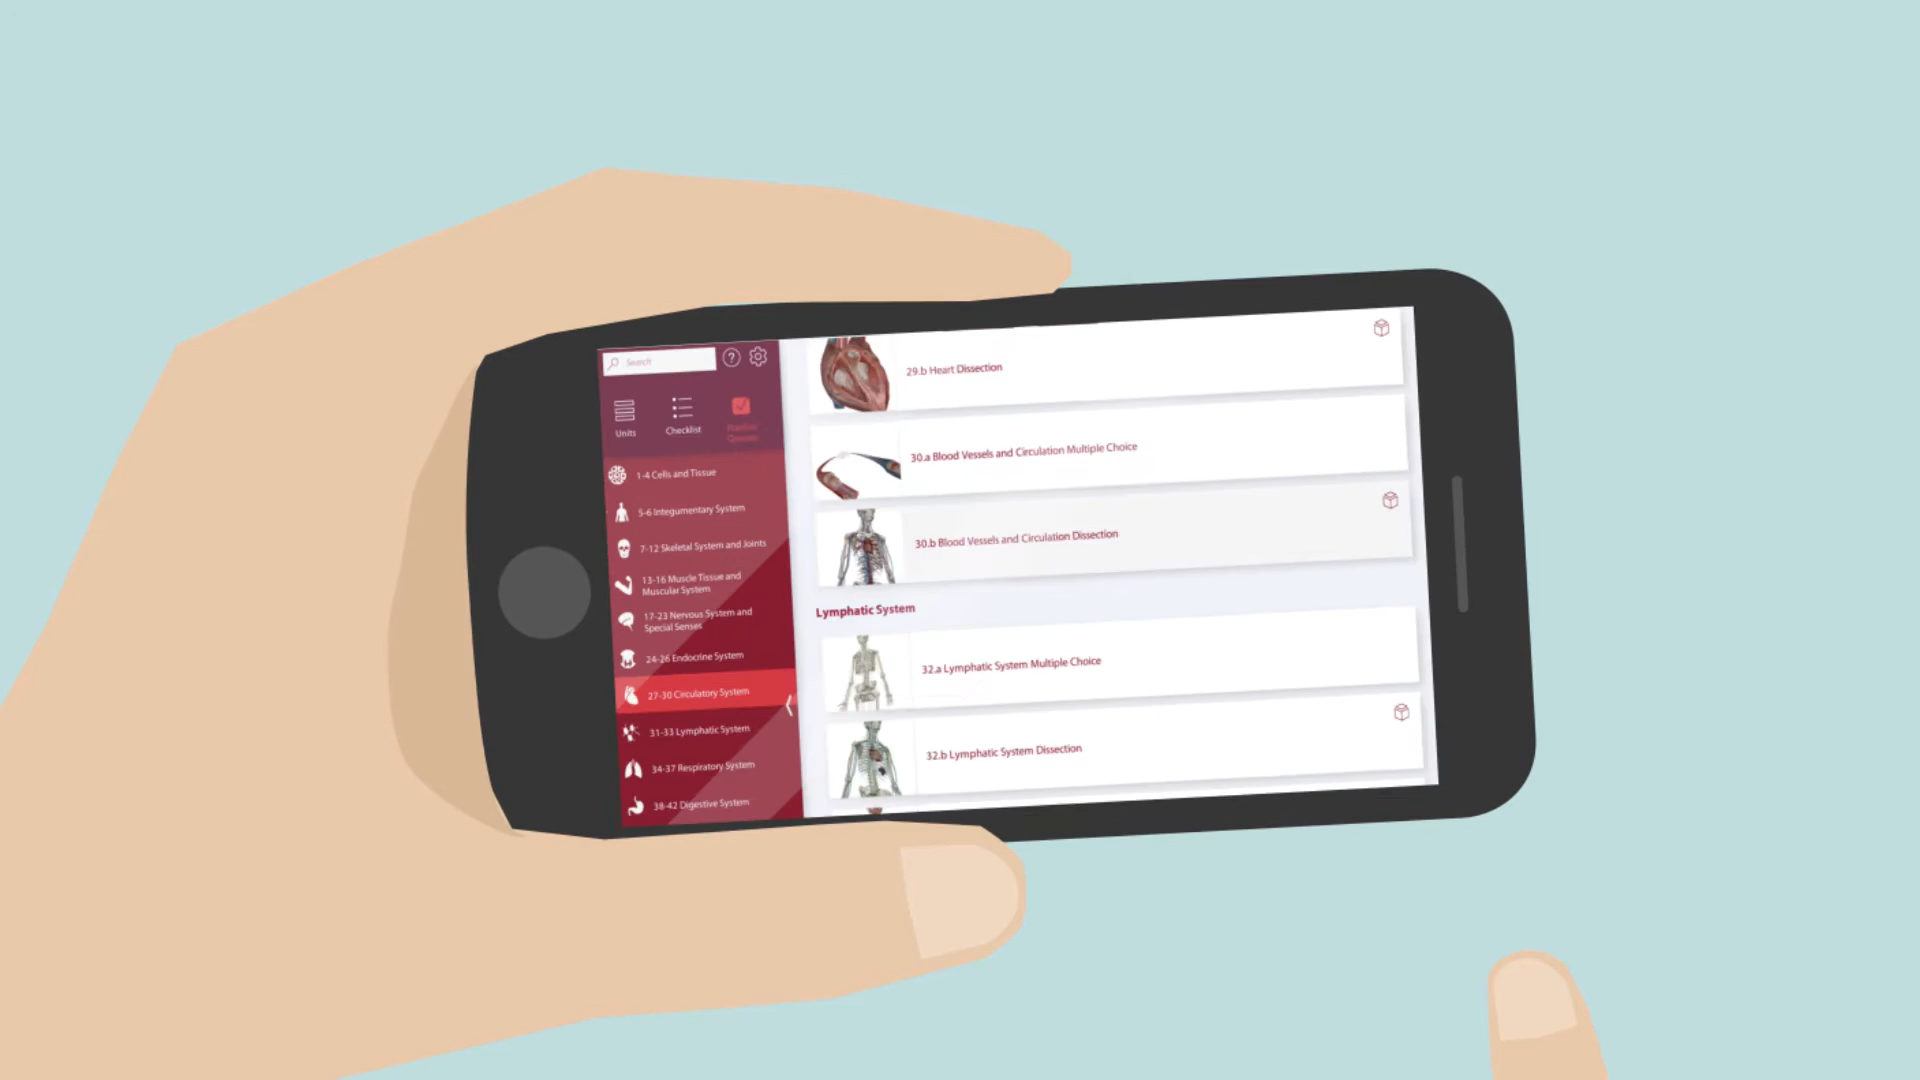 Search
?
Units
Checklist
Practice
Quizzes
1-4 Cells and Tissue
5-6 Integumentary System
7-12 Skeletal System and Joints
13-16 Muscle Tissue and
Muscular System
17-23 Nervous System and
Special Senses
24-26 Endocrine System
27-30 Circulatory System
31-33 Lymphatic System
34-37 Respiratory System
38-42 Digestive System
29.b Heart Dissection
30.a Blood Vessels and Circulation Multiple Choice
30.b Blood Vessels and Circulation Dissection
Lymphatic System
32.a Lymphatic System Multiple Choice
32.b Lymphatic System Dissection